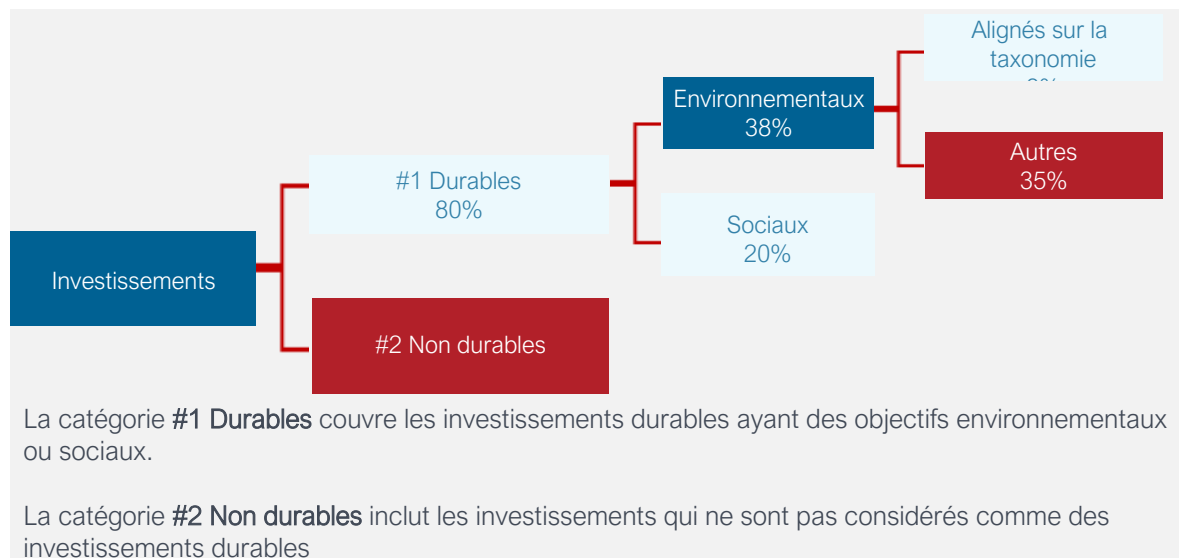 Alignés sur la
taxonomie
Environnementaux
38%
Autres
35%
#1 Durables
80%
Sociaux
20%
Investissements
#2 Non durables
La catégorie #1 Durables couvre les investissements durables ayant des objectifs environnementaux
ou sociaux.
La catégorie #2 Non durables inclut les investissements qui ne sont pas considérés comme des
investissements durables